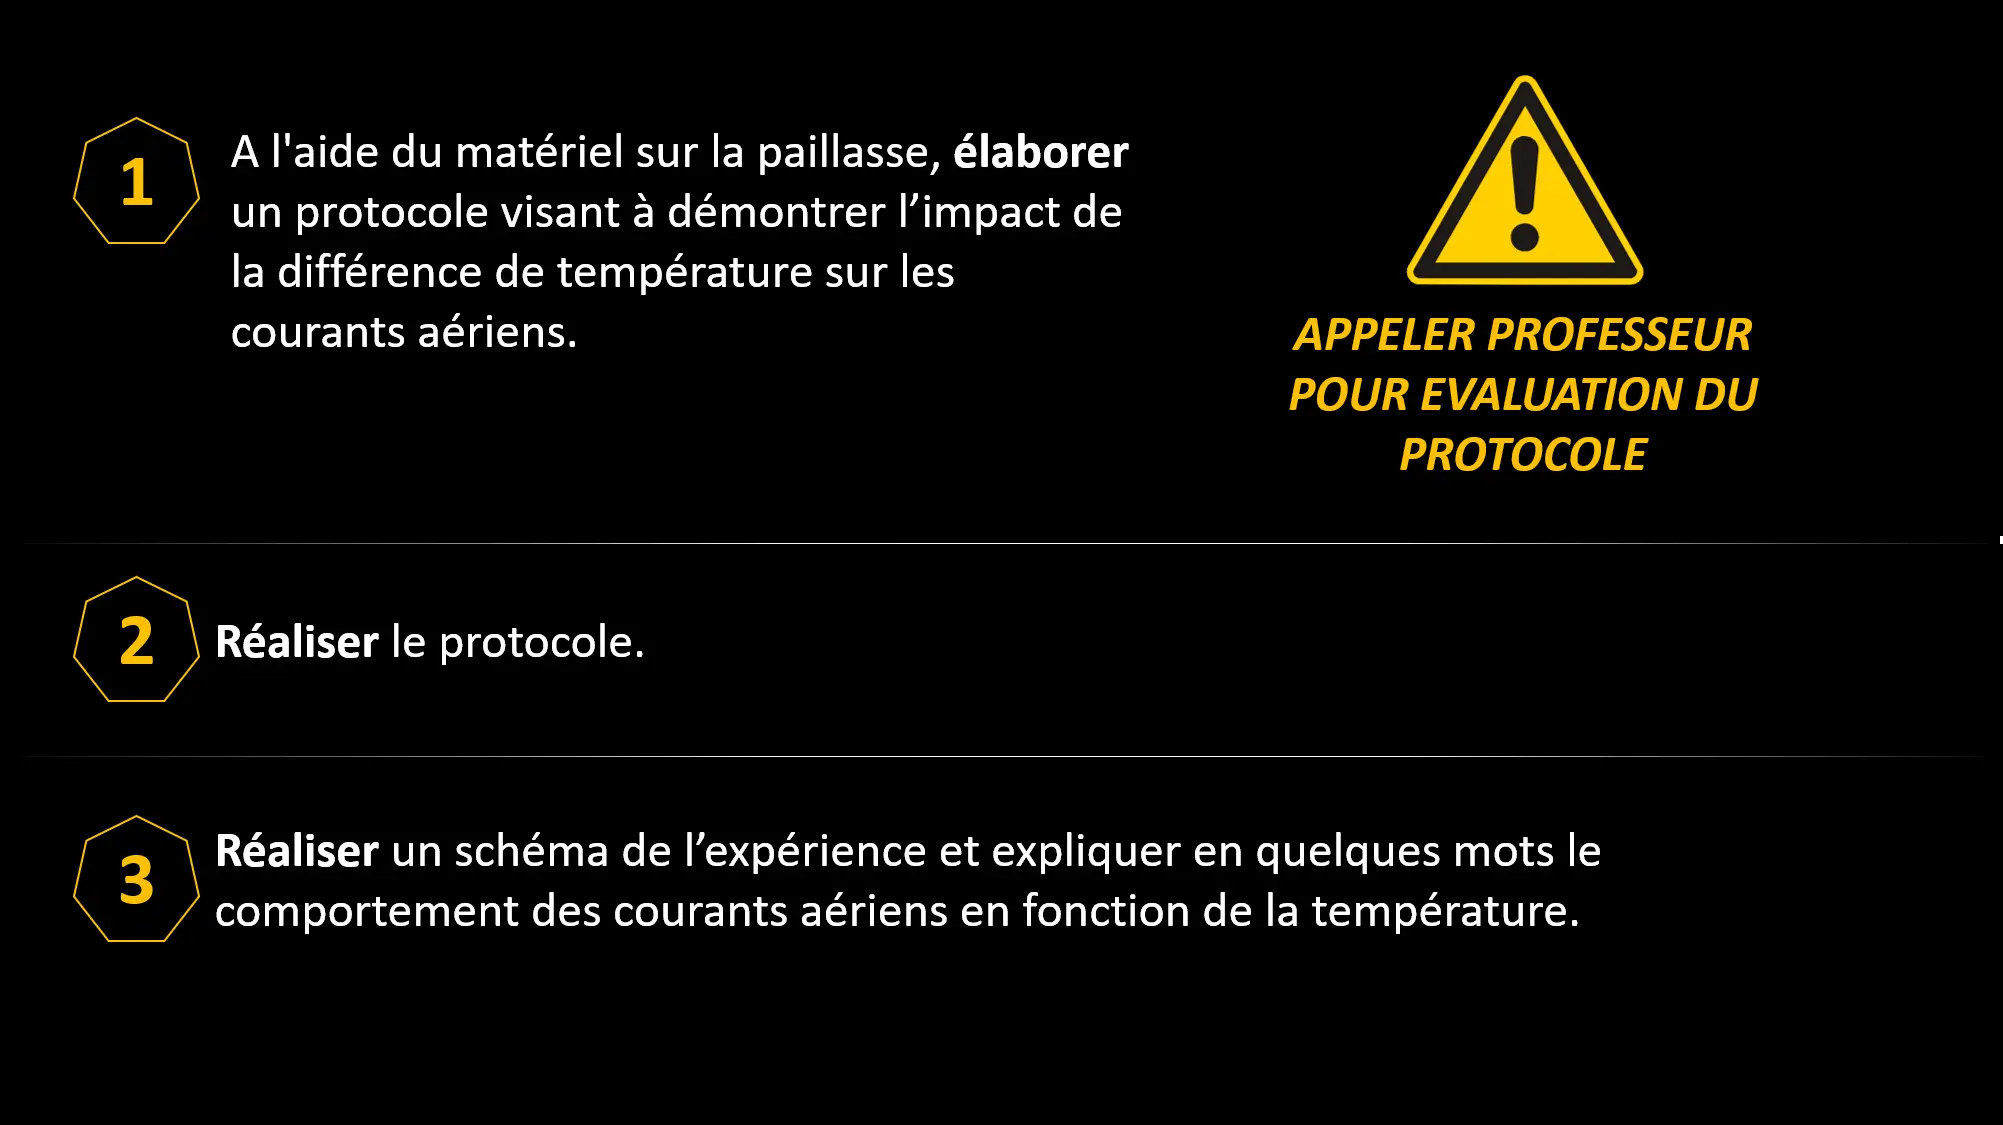 1
A l'aide du matériel sur la paillasse, élaborer
un protocole visant à démontrer l’impact de
la différence de température sur les
courants aériens.
APPELER PROFESSEUR
POUR EVALUATION DU
PROTOCOLE
2
Réaliser le protocole.
3
Réaliser un schéma de l’expérience et expliquer en quelques mots le
comportement des courants aériens en fonction de la température.